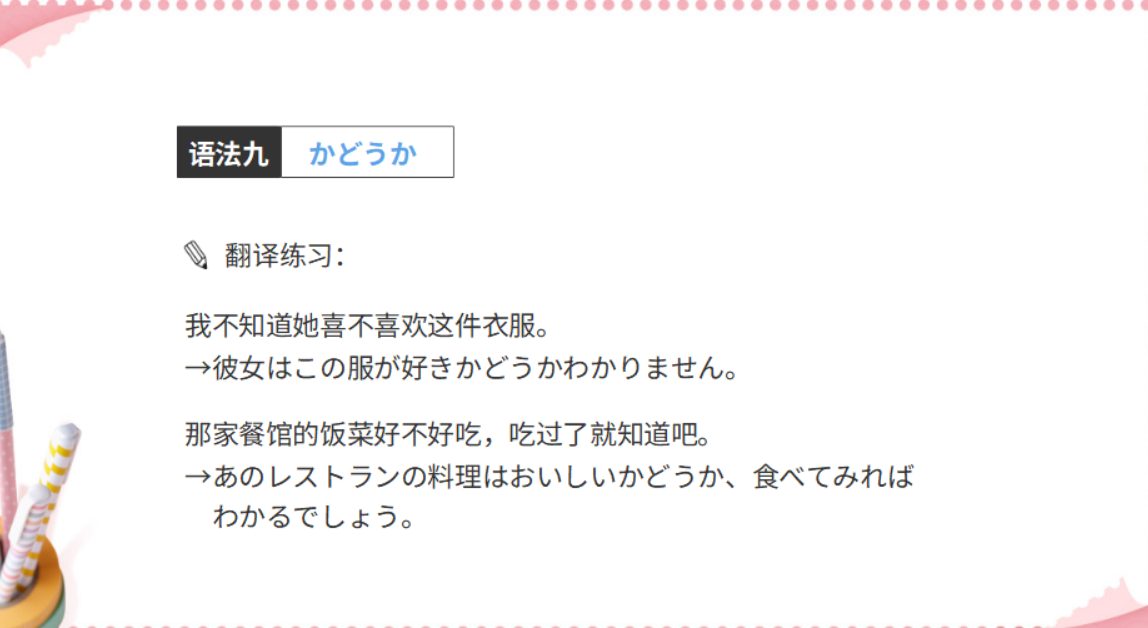 语法九 かどうか
翻译练习：
我不知道她喜不喜欢这件衣服。
→彼女はこの服が好きかどうかわかりません。
那家餐馆的饭菜好不好吃，吃过了就知道吧。
→あのレストランの料理はおいしいかどうか、食べてみれば
わかるでしょう。